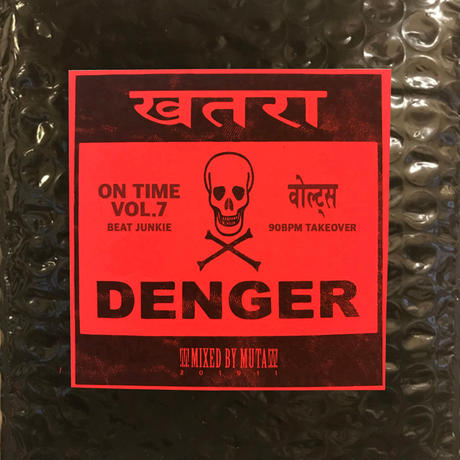 खतरा
ON TIME
VOL.7
BEAT JUNKIE
वोल्ट्स
90BPM TAKEOVER
DENGER
MIXED BY MUTA
201911